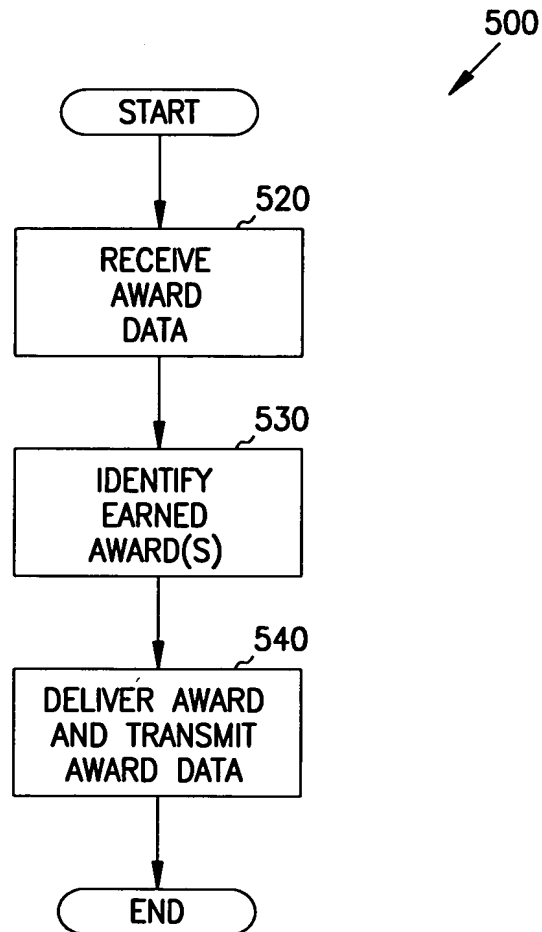 500
START
520
RECEIVE
AWARD
DATA
530
IDENTIFY
EARNED
AWARD(S)
540
DELIVER AWARD
AND TRANSMIT
AWARD DATA
END